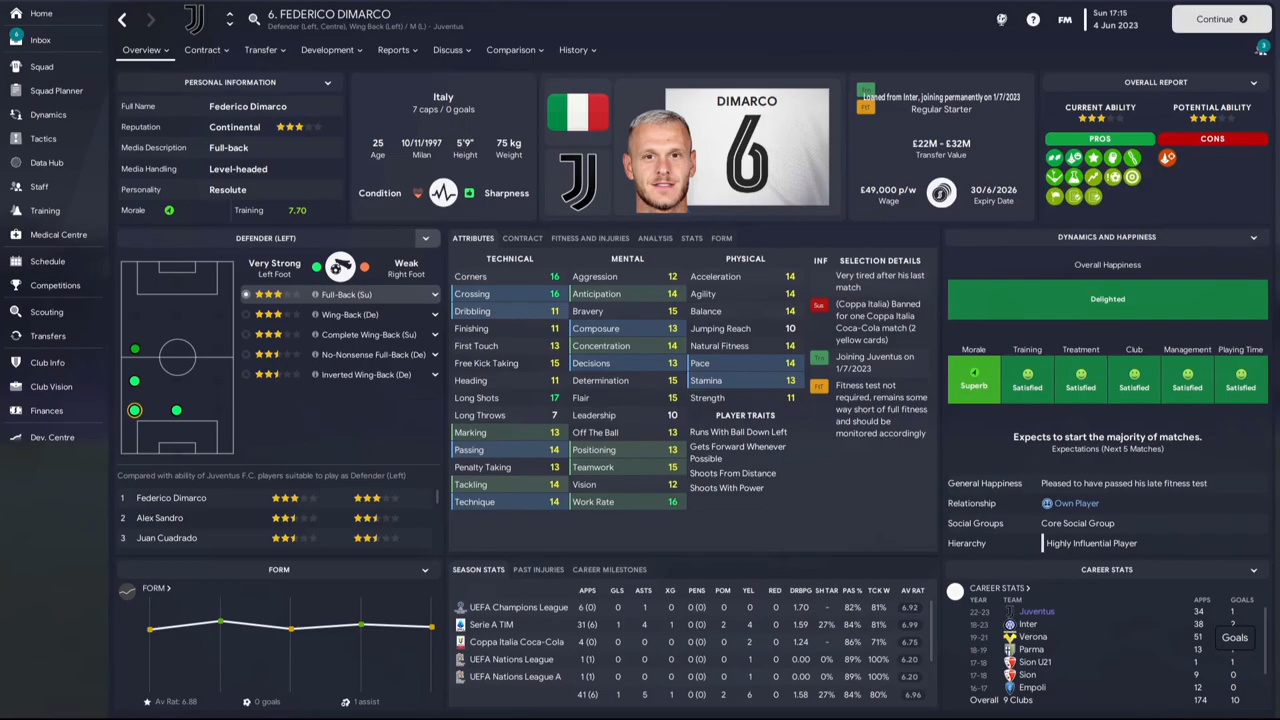 Home
Inbox
Squad
Squad Planner
Dynamics
Tactics
Data Hub
Staff
Training
Medical Centre
Schedule
Competitions
Scouting
Transfers
Club Info
Club Vision
Finances
Dev. Centre
6. FEDERICO DIMARCO
Defender (Left, Centre), Wing Back (Left) / M (L) - Juventus
FM
Sun 17:15
4 Jun 2023
Continue
3
Overview
Contract
Transfer
Development
Reports
Discuss
Comparison
History
PERSONAL INFORMATION
Full Name Federico Dimarco
Reputation Continental
Media Description Full-back
Media Handling Level-headed
Personality Resolute
Morale Training 7.70
Italy
7 caps / 0 goals
25 10/11/1997 5'9" 75 kg
Age Milan Height Weight
Condition Sharpness
DIMARCO
6
Loaned from Inter, joining permanently on 1/7/2023
FIT
Regular Starter
£22M - £32M
Transfer Value
£49,000 p/w 30/6/2026
Wage Expiry Date
OVERALL REPORT
CURRENT ABILITY POTENTIAL ABILITY
PROS CONS
DEFENDER (LEFT)
Very Strong Weak
Left Foot Right Foot
Full-Back (Su)
Wing-Back (De)
Complete Wing-Back (Su)
No-Nonsense Full-Back (De)
Inverted Wing-Back (De)
Compared with ability of Juventus F.C. players suitable to play as Defender (Left)
1 Federico Dimarco
2 Alex Sandro
3 Juan Cuadrado
ATTRIBUTES CONTRACT FITNESS AND INJURIES ANALYSIS STATS FORM
TECHNICAL MENTAL PHYSICAL
Corners 16 Aggression 12 Acceleration 14
Crossing 16 Anticipation 14 Agility 14
Dribbling 11 Bravery 15 Balance 14
Finishing 11 Composure 13 Jumping Reach 10
First Touch 13 Concentration 14 Natural Fitness 14
Free Kick Taking 15 Decisions 13 Pace 14
Heading 11 Determination 15 Stamina 13
Long Shots 17 Flair 15 Strength 11
Long Throws 7 Leadership 10
Marking 13 Off The Ball 13
Passing 14 Positioning 13
Penalty Taking 13 Teamwork 15
Tackling 14 Vision 12
Technique 14 Work Rate 16
PLAYER TRAITS
Runs With Ball Down Left
Gets Forward Whenever
Possible
Shoots From Distance
Shoots With Power
INF SELECTION DETAILS
Very tired after his last
match
Sus (Coppa Italia) Banned
for one Coppa Italia
Coca-Cola match (2
yellow cards)
Trn Joining Juventus on
1/7/2023
FIT Fitness test not
required, remains some
way short of full fitness
and should be
monitored accordingly
DYNAMICS AND HAPPINESS
Overall Happiness
Delighted
Morale Training Treatment Club Management Playing Time
Superb Satisfied Satisfied Satisfied Satisfied Satisfied
Expects to start the majority of matches.
Expectations (Next 5 Matches)
General Happiness Pleased to have passed his late fitness test
Relationship Own Player
Social Groups Core Social Group
Hierarchy Highly Influential Player
FORM
FORM
Av Rat: 6.88 0 goals 1 assist
SEASON STATS PAST INJURIES CAREER MILESTONES
APPS GLS ASTS XG PENS POM YEL RED DRBPG SH TAR PAS % TCK W AV RAT
UEFA Champions League 6 (0) 0 1 0 0 (0) 0 0 0 1.70 - 82% 81% 6.92
Serie A TIM 31 (6) 1 4 1 0 (0) 2 4 0 1.59 27% 84% 81% 6.99
Coppa Italia Coca-Cola 4 (0) 0 0 0 0 (0) 0 2 0 1.24 - 86% 71% 6.75
UEFA Nations League 1 (1) 0 0 0 0 (0) 0 1 0 0.00 0% 89% 100% 6.20
UEFA Nations League A 1 (1) 0 0 0 0 (0) 0 1 0 0.00 0% 89% 100% 6.20
41 (6) 1 5 1 0 (0) 2 6 0 1.58 27% 84% 80% 6.96
CAREER STATS
CAREER STATS
YEAR TEAM APPS GOALS
22-23 Juventus 34 1
18-23 Inter 38
19-21 Verona 51
18-19 Parma 13
17-18 Sion U21 1 1
17-18 Sion 9 0
16-17 Empoli 12 0
Overall 9 Clubs 174 10
Goals